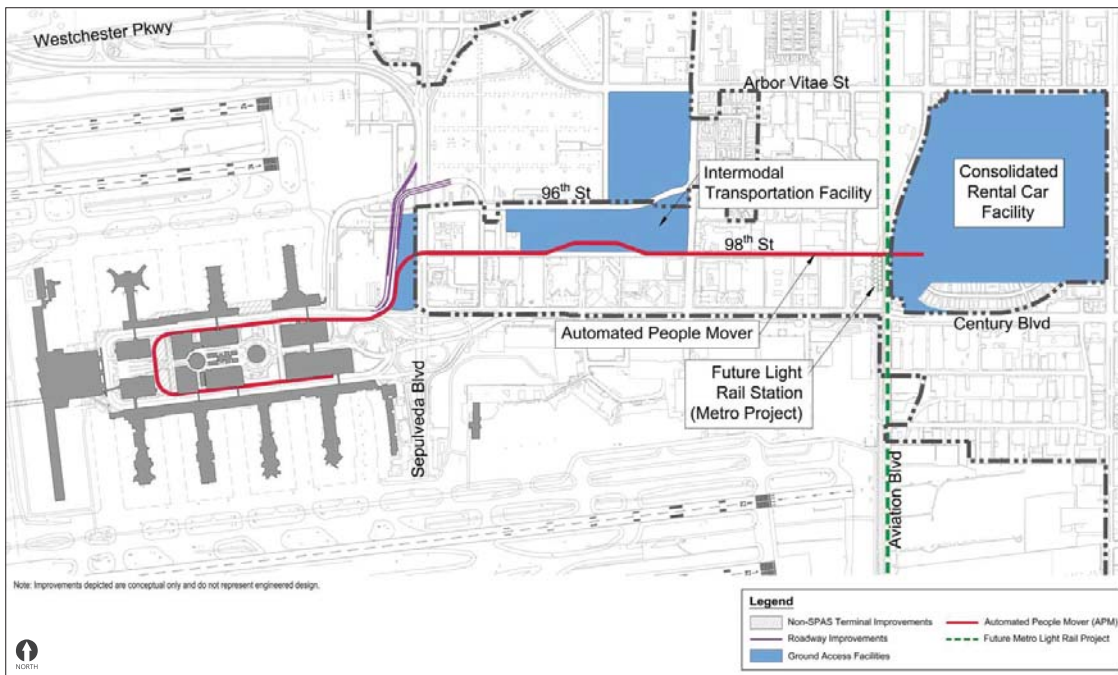 Westchester Pkwy
Arbor Vitae St
Intermodal
Transportation Facility
Consolidated
Rental Car
Facility
96th St
98th St
Automated People Mover
Century Blvd
Future Light
Rail Station
(Metro Project)
Sepulveda Blvd
Aviation Blvd
Note: Improvements depicted are conceptual only and do not represent engineered design.
NORTH
Legend
Non-SPAS Terminal Improvements
Roadway Improvements
Ground Access Facilities
Automated People Mover (APM)
Future Metro Light Rail Project